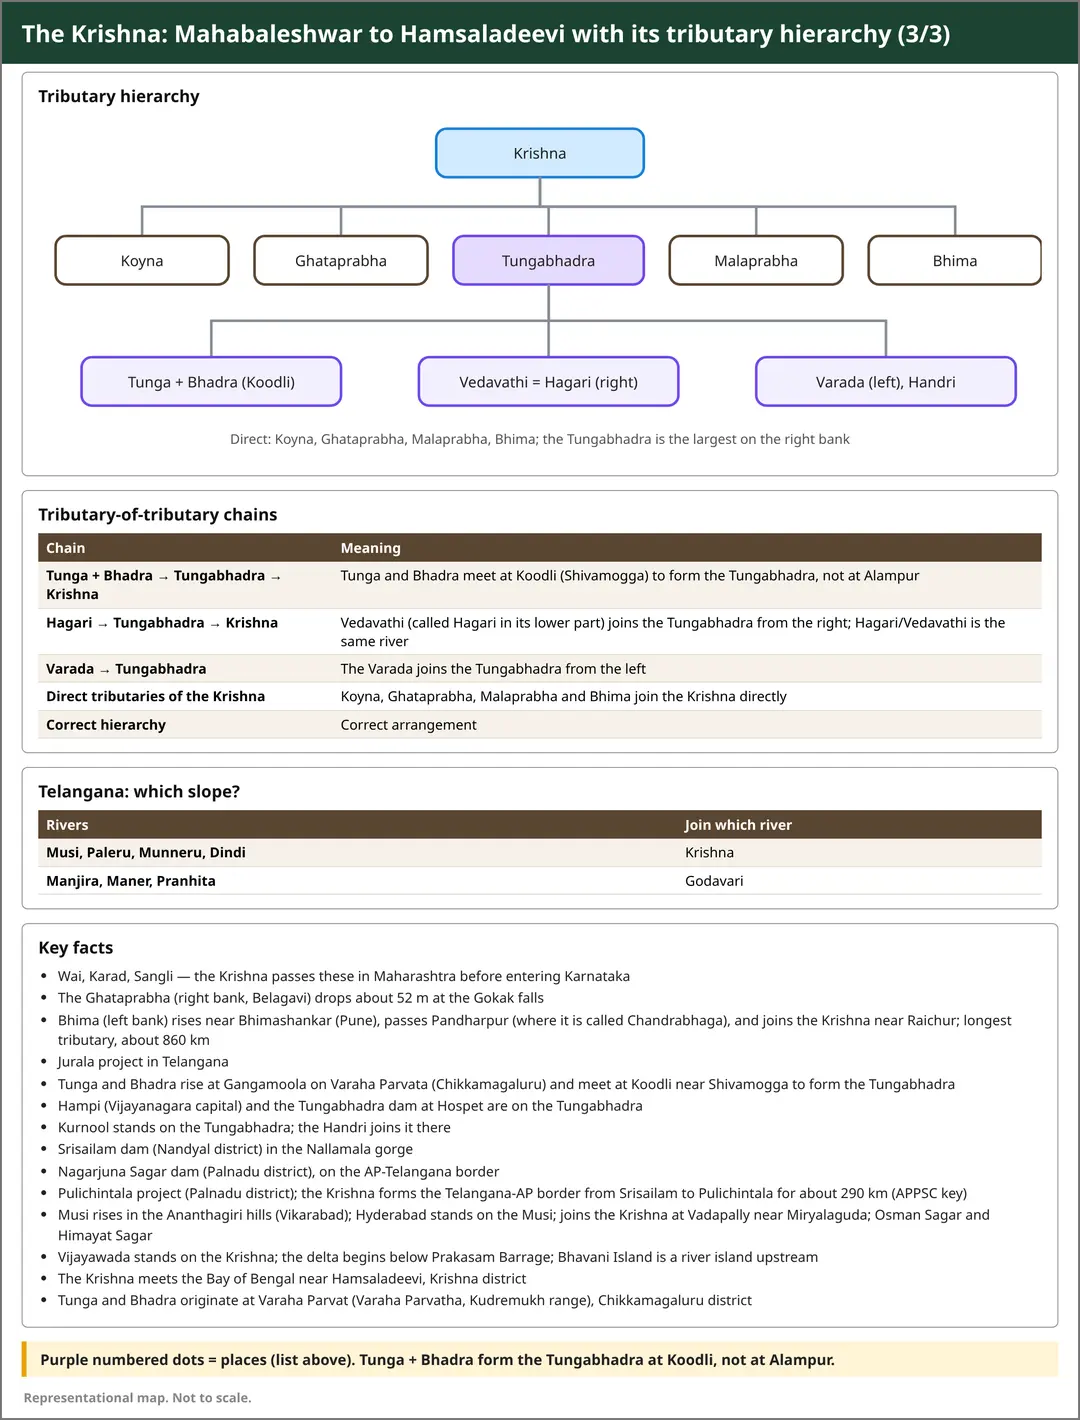 The Krishna: Mahabaleshwar to Hamsaladeevi with its tributary hierarchy (3/3)
Tributary hierarchy
Krishna
Koyna
Ghataprabha
Tungabhadra
Malaprabha
Bhima
Tunga + Bhadra (Koodli)
Vedavathi = Hagari (right)
Varada (left), Handri
Direct: Koyna, Ghataprabha, Malaprabha, Bhima; the Tungabhadra is the largest on the right bank
Tributary-of-tributary chains
Chain
Meaning
Tunga + Bhadra → Tungabhadra →
Krishna
Tunga and Bhadra meet at Koodli (Shivamogga) to form the Tungabhadra, not at Alampur
Hagari → Tungabhadra → Krishna
Vedavathi (called Hagari in its lower part) joins the Tungabhadra from the right; Hagari/Vedavathi is the
same river
Varada → Tungabhadra
The Varada joins the Tungabhadra from the left
Direct tributaries of the Krishna
Koyna, Ghataprabha, Malaprabha and Bhima join the Krishna directly
Correct hierarchy
Correct arrangement
Telangana: which slope?
Rivers
Join which river
Musi, Paleru, Munneru, Dindi
Krishna
Manjira, Maner, Pranhita
Godavari
Key facts
• Wai, Karad, Sangli — the Krishna passes these in Maharashtra before entering Karnataka
• The Ghataprabha (right bank, Belagavi) drops about 52 m at the Gokak falls
• Bhima (left bank) rises near Bhimashankar (Pune), passes Pandharpur (where it is called Chandrabhaga), and joins the Krishna near Raichur; longest
tributary, about 860 km
• Jurala project in Telangana
• Tunga and Bhadra rise at Gangamoola on Varaha Parvata (Chikkamagaluru) and meet at Koodli near Shivamogga to form the Tungabhadra
• Hampi (Vijayanagara capital) and the Tungabhadra dam at Hospet are on the Tungabhadra
• Kurnool stands on the Tungabhadra; the Handri joins it there
• Srisailam dam (Nandyal district) in the Nallamala gorge
• Nagarjuna Sagar dam (Palnadu district), on the AP-Telangana border
• Pulichintala project (Palnadu district); the Krishna forms the Telangana-AP border from Srisailam to Pulichintala for about 290 km (APPSC key)
• Musi rises in the Ananthagiri hills (Vikarabad); Hyderabad stands on the Musi; joins the Krishna at Vadapally near Miryalaguda; Osman Sagar and
Himayat Sagar
• Vijayawada stands on the Krishna; the delta begins below Prakasam Barrage; Bhavani Island is a river island upstream
• The Krishna meets the Bay of Bengal near Hamsaladeevi, Krishna district
• Tunga and Bhadra originate at Varaha Parvat (Varaha Parvatha, Kudremukh range), Chikkamagaluru district
Purple numbered dots = places (list above). Tunga + Bhadra form the Tungabhadra at Koodli, not at Alampur.
Representational map. Not to scale.